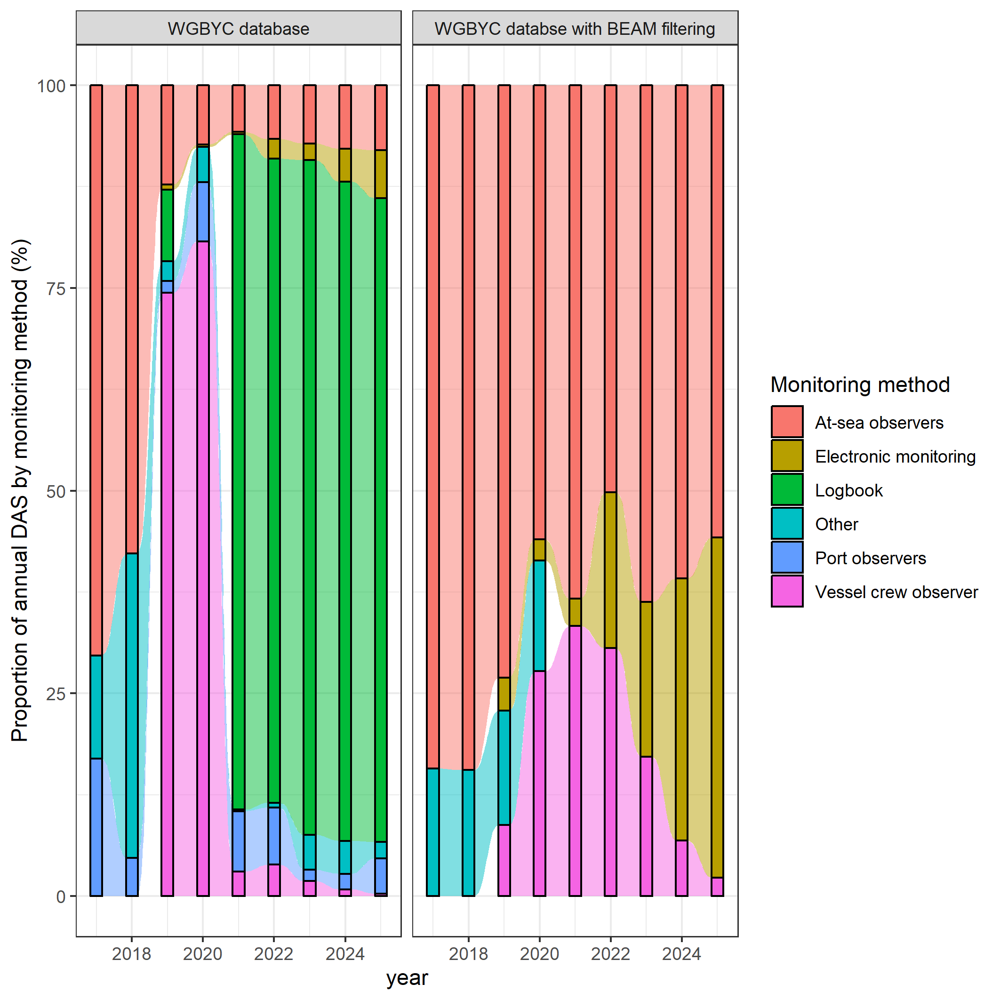 WGBYC database
WGBYC databse with BEAM filtering
Proportion of annual DAS by monitoring method (%)
100
75
50
25
0
2018 2020 2022 2024
2018 2020 2022 2024
year
Monitoring method
At-sea observers
Electronic monitoring
Logbook
Other
Port observers
Vessel crew observer